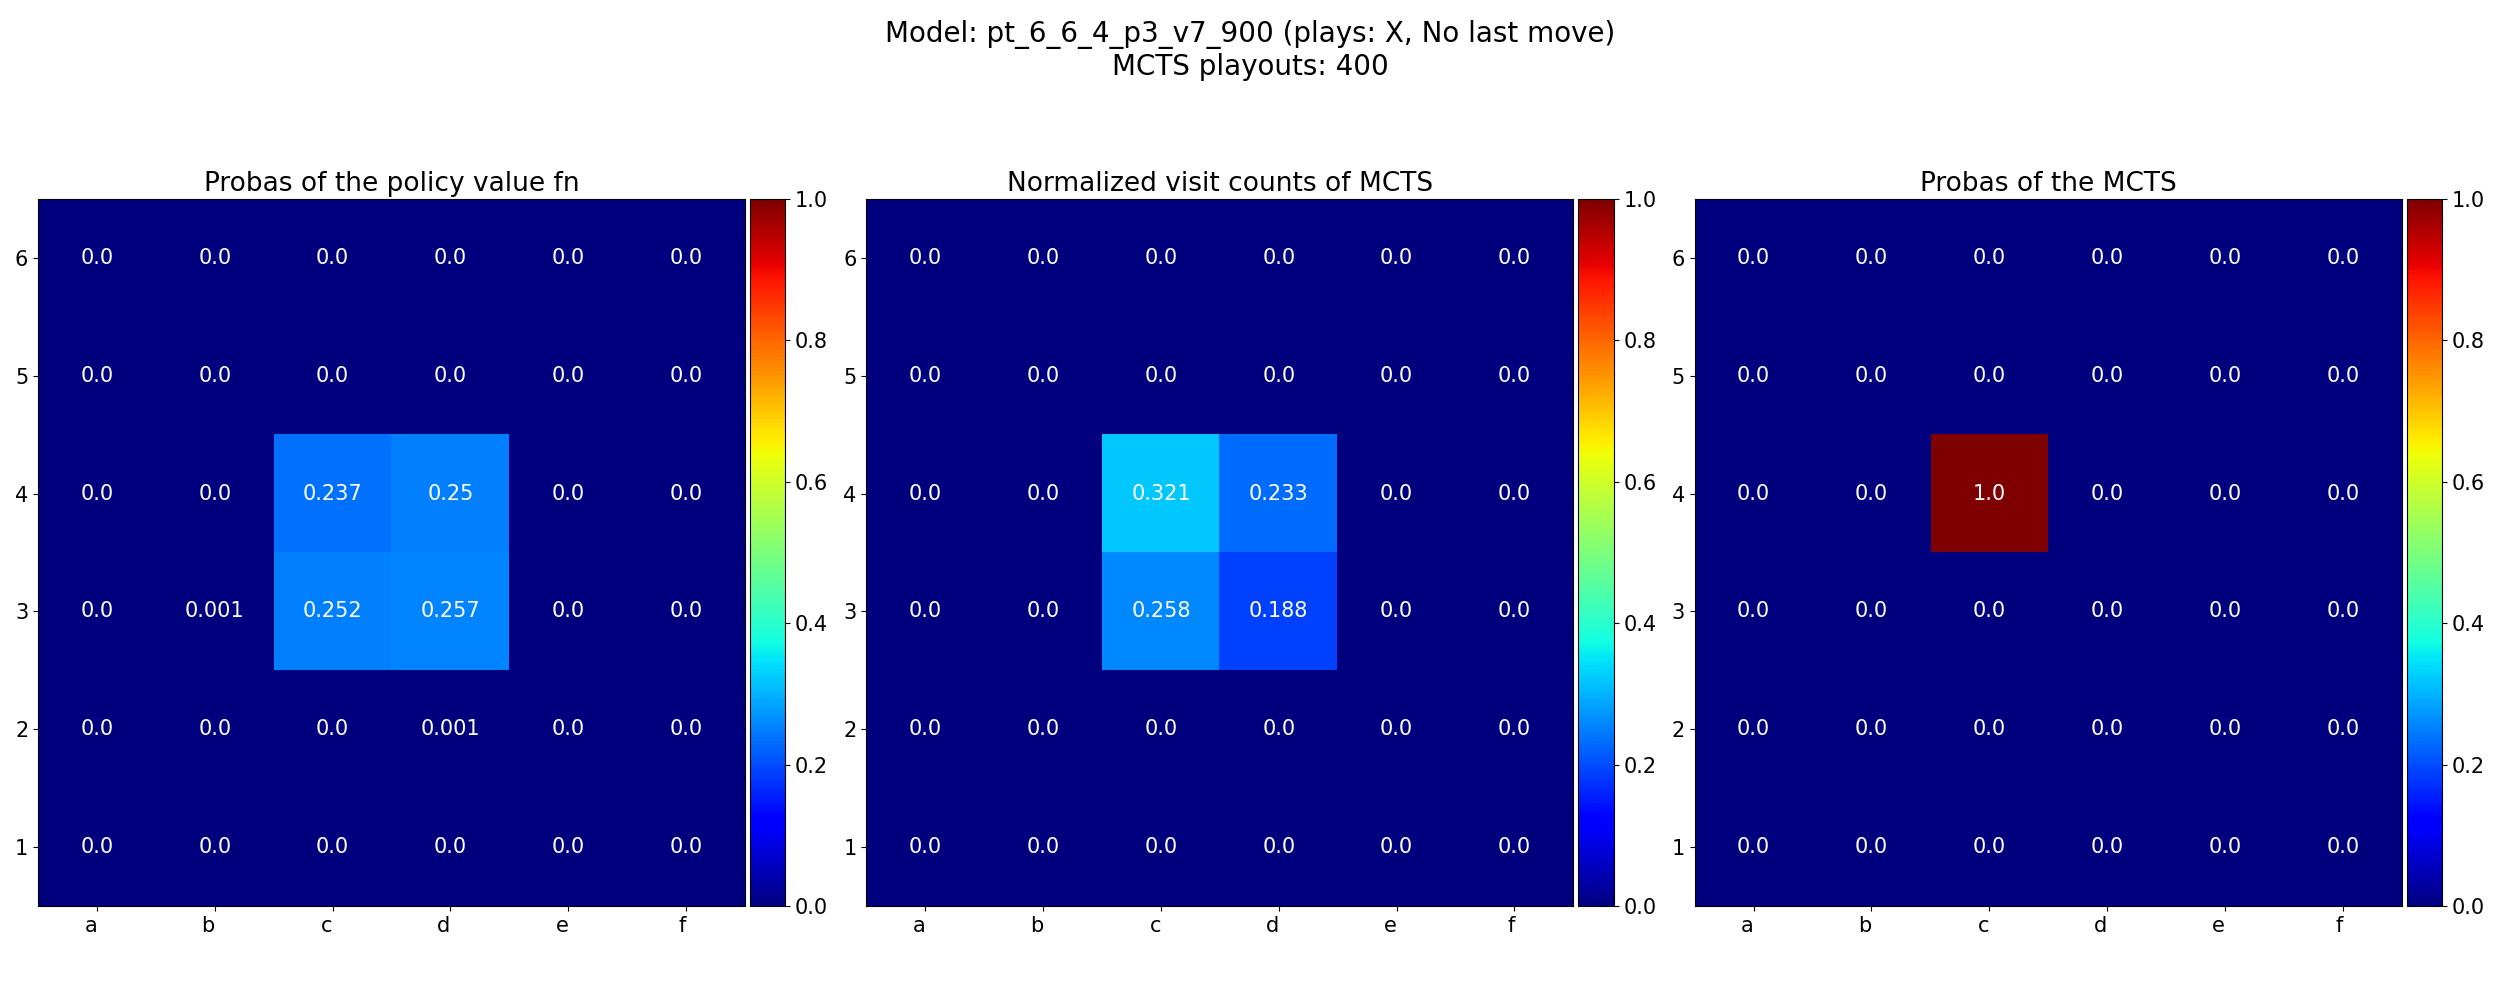 Model: pt_6_6_4_p3_v7_900 (plays: X, No last move)
MCTS playouts: 400
Probas of the policy value fn
6 0.0 0.0 0.0 0.0 0.0 0.0
5 0.0 0.0 0.0 0.0 0.0 0.0
4 0.0 0.0 0.237 0.25 0.0 0.0
3 0.0 0.001 0.252 0.257 0.0 0.0
2 0.0 0.0 0.0 0.001 0.0 0.0
1 0.0 0.0 0.0 0.0 0.0 0.0
a b c d e f
1.0
0.8
0.6
0.4
0.2
0.0
Normalized visit counts of MCTS
6 0.0 0.0 0.0 0.0 0.0 0.0
5 0.0 0.0 0.0 0.0 0.0 0.0
4 0.0 0.0 0.321 0.233 0.0 0.0
3 0.0 0.0 0.258 0.188 0.0 0.0
2 0.0 0.0 0.0 0.0 0.0 0.0
1 0.0 0.0 0.0 0.0 0.0 0.0
a b c d e f
1.0
0.8
0.6
0.4
0.2
0.0
Probas of the MCTS
6 0.0 0.0 0.0 0.0 0.0 0.0
5 0.0 0.0 0.0 0.0 0.0 0.0
4 0.0 0.0 1.0 0.0 0.0 0.0
3 0.0 0.0 0.0 0.0 0.0 0.0
2 0.0 0.0 0.0 0.0 0.0 0.0
1 0.0 0.0 0.0 0.0 0.0 0.0
a b c d e f
1.0
0.8
0.6
0.4
0.2
0.0